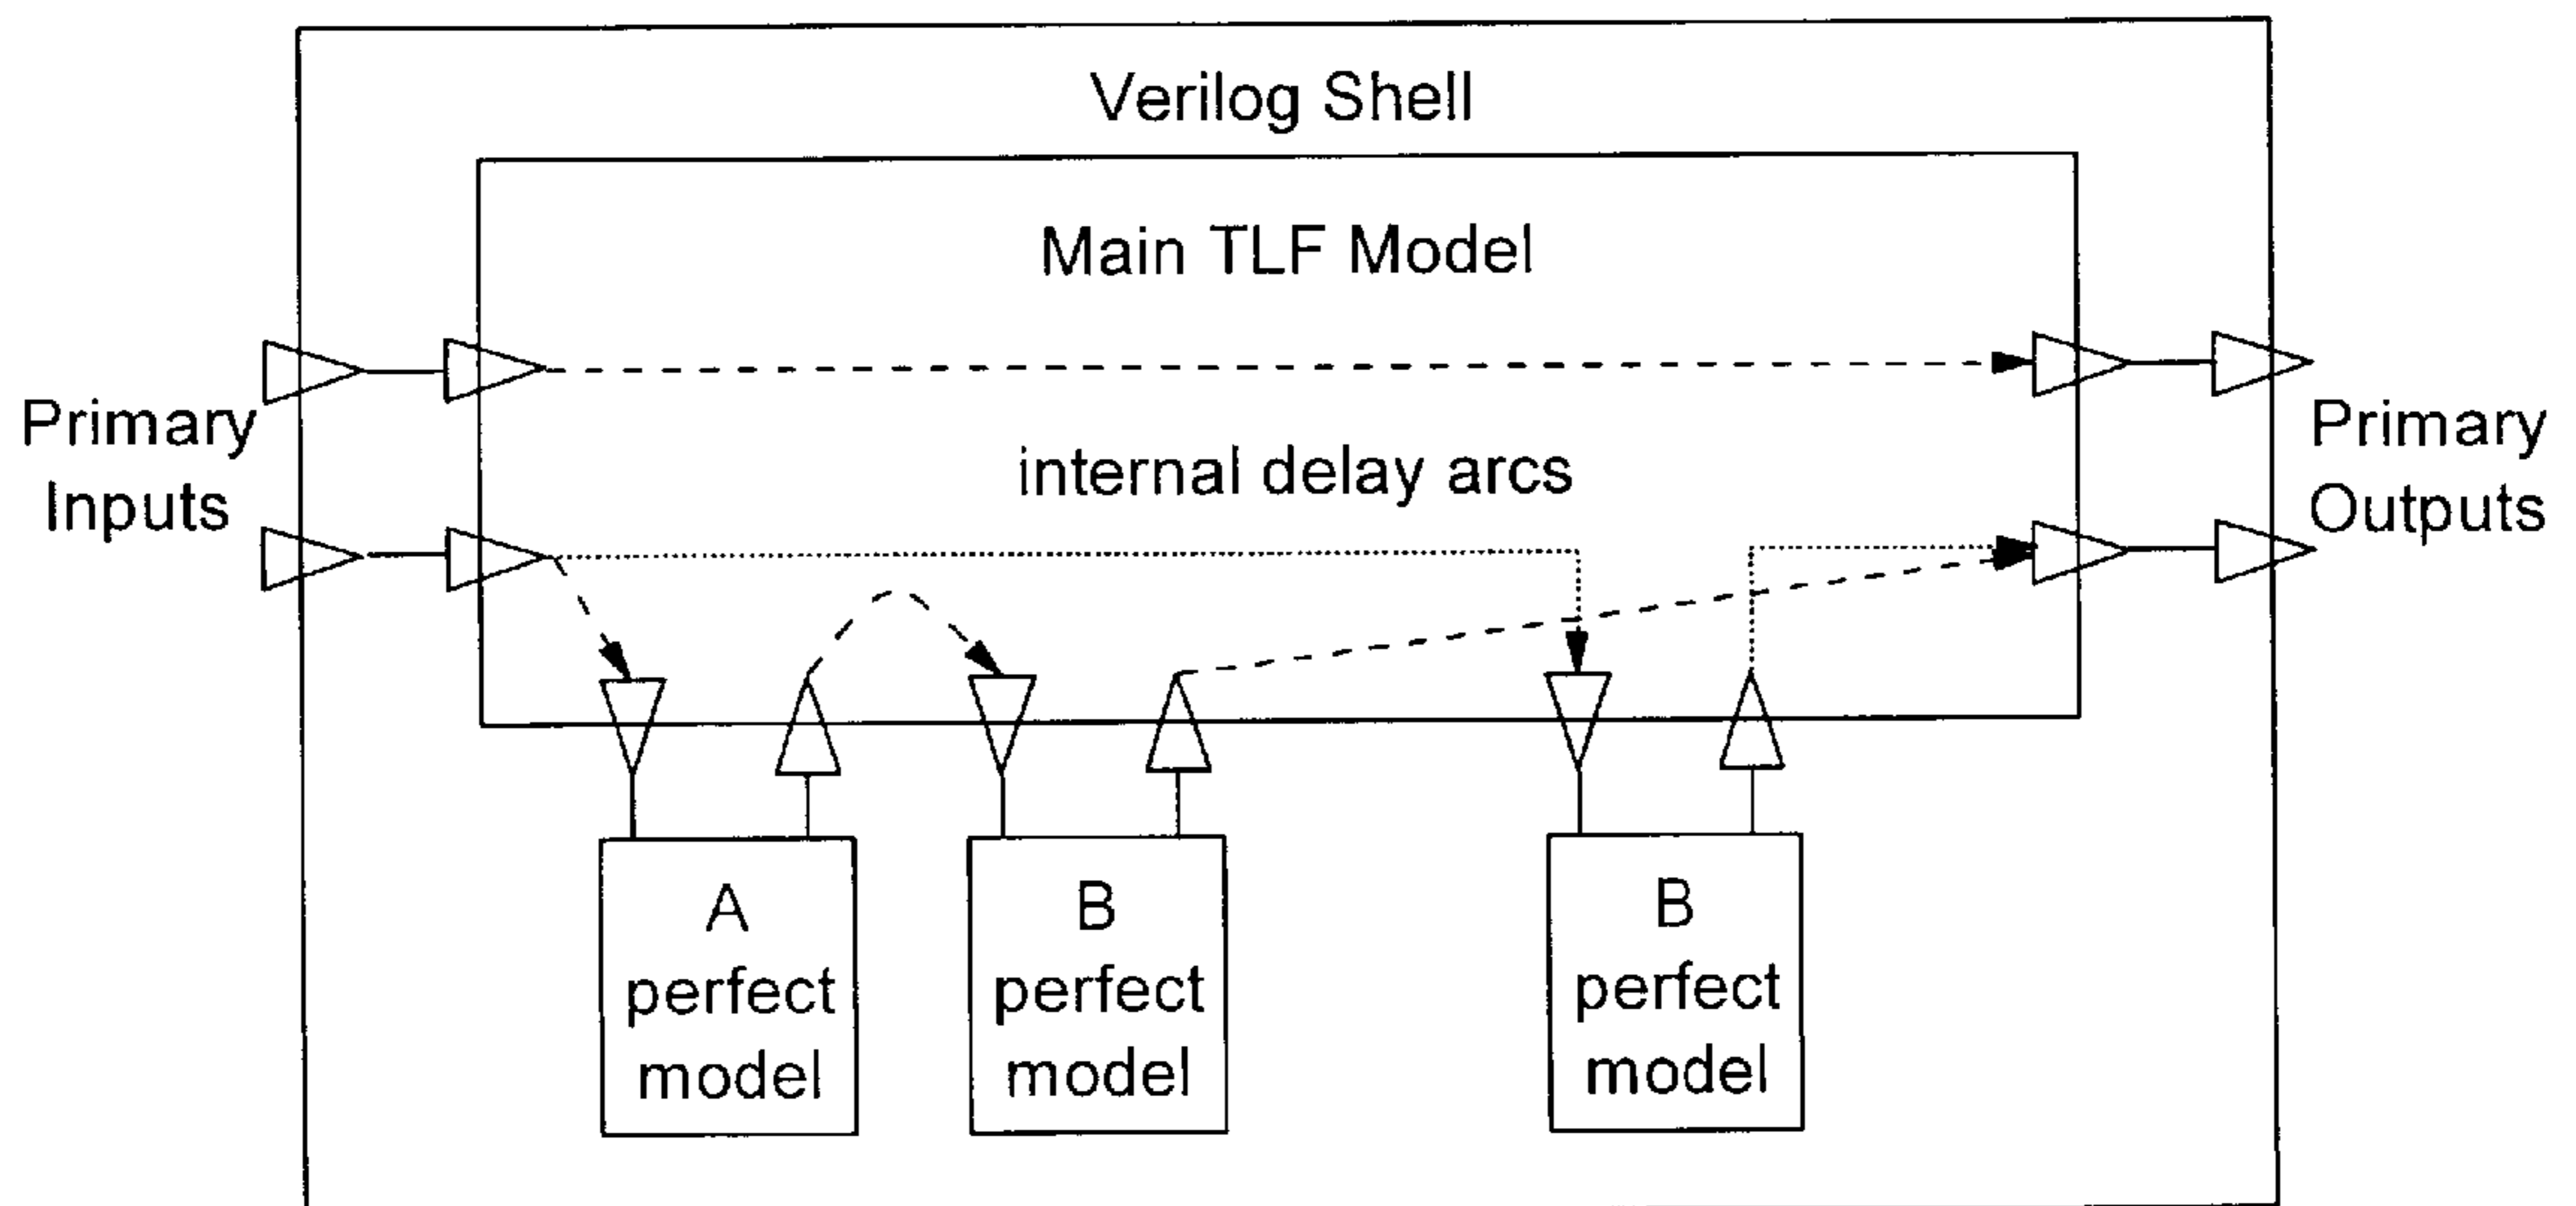 Verilog Shell
Main TLF Model
Primary
Inputs
internal delay arcs
Primary
Outputs
A
perfect
model
B
perfect
model
B
perfect
model